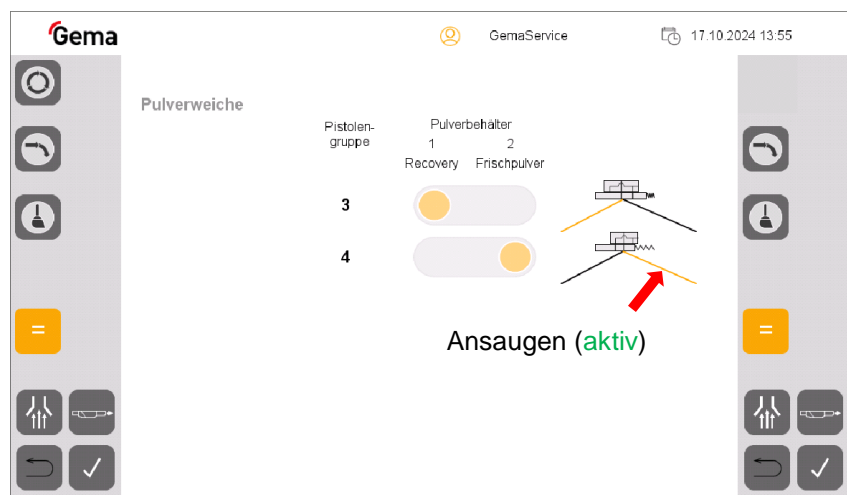 Gema
GemaService
17.10.2024 13:55
Pulverweiche
Pistolen-
gruppe
Pulverbehälter
1 2
Recovery Frischpulver
3
4
Ansaugen (aktiv)
= =